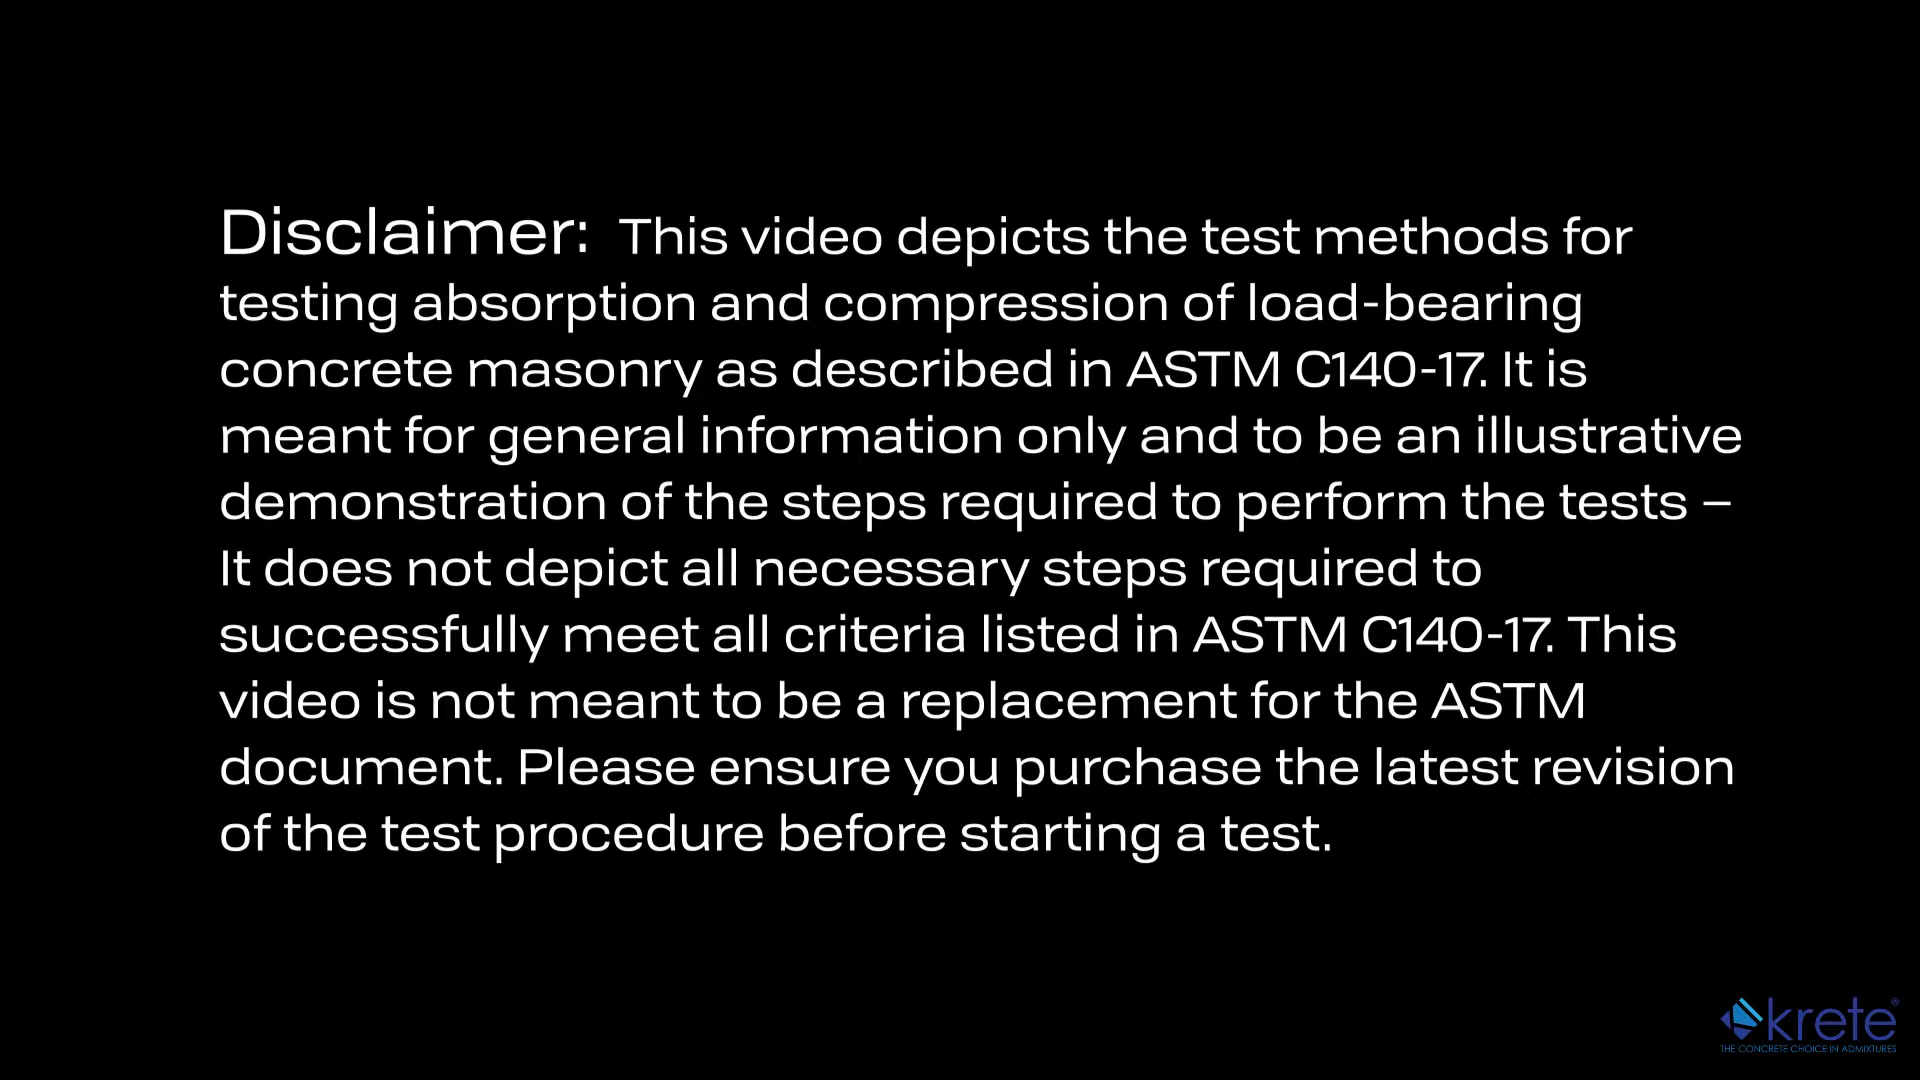 Disclaimer: This video depicts the test methods for
testing absorption and compression of load-bearing
concrete masonry as described in ASTM C140-17. It is
meant for general information only and to be an illustrative
demonstration of the steps required to perform the tests –
It does not depict all necessary steps required to
successfully meet all criteria listed in ASTM C140-17. This
video is not meant to be a replacement for the ASTM
document. Please ensure you purchase the latest revision
of the test procedure before starting a test.
krete®
THE CONCRETE CHOICE IN ADMIXTURES